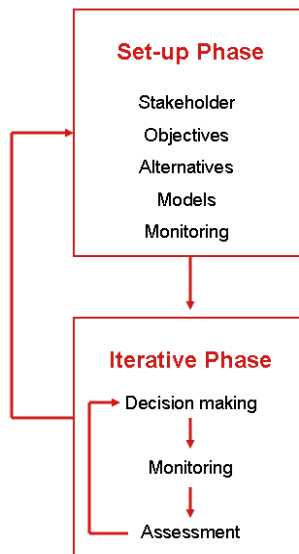 Set-up Phase
Stakeholder
Objectives
Alternatives
Models
Monitoring
Iterative Phase
Decision making
Monitoring
Assessment